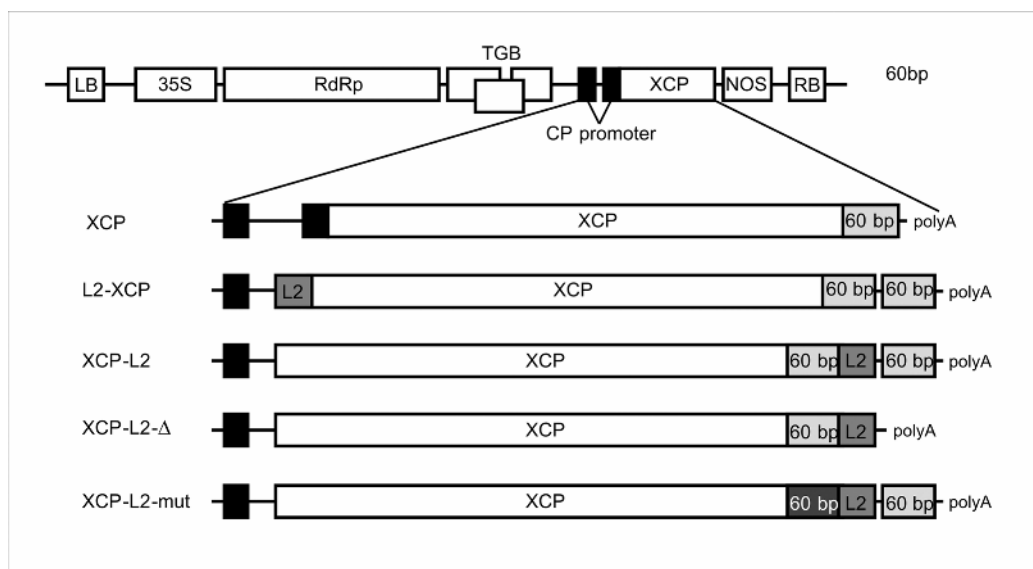 TGB
LB 35S RdRp XCP NOS RB 60bp
CP promoter
XCP XCP 60 bp polyA
L2-XCP L2 XCP 60 bp 60 bp polyA
XCP-L2 XCP 60 bp L2 60 bp polyA
XCP-L2-Δ XCP 60 bp L2 polyA
XCP-L2-mut XCP 60 bp L2 60 bp polyA